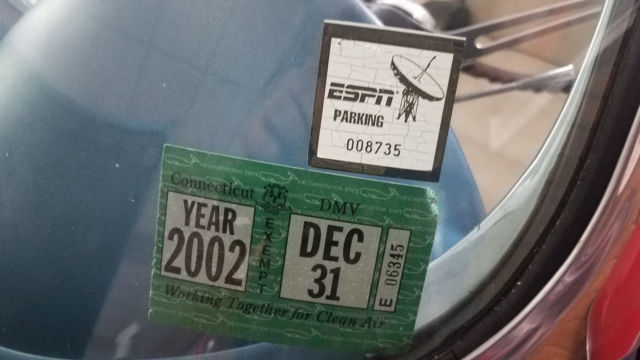 ESPN
PARKING
008735
Connecticut
DMV
YEAR
2002
EXEMPT
DEC
31
E 06345
Working Together for Clean Air